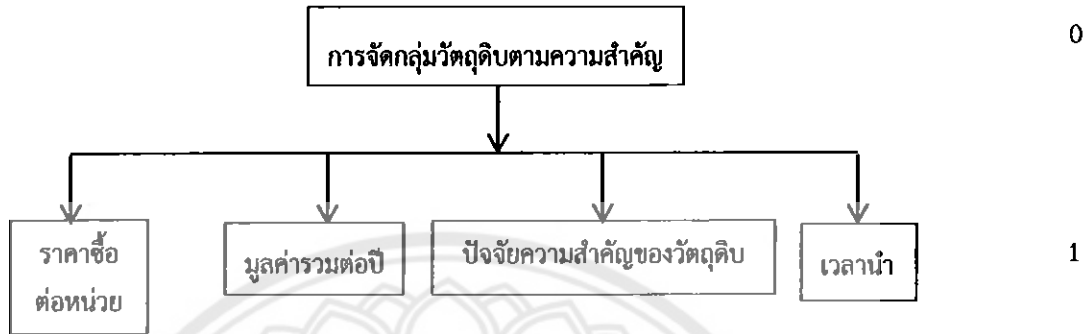 การจัดกลุ่มวัตถุดิบตามความสำคัญ
0
ราคาซื้อ
ต่อหน่วย
มูลค่ารวมต่อปี
ปัจจัยความสำคัญของวัตถุดิบ
เวลานำ
1